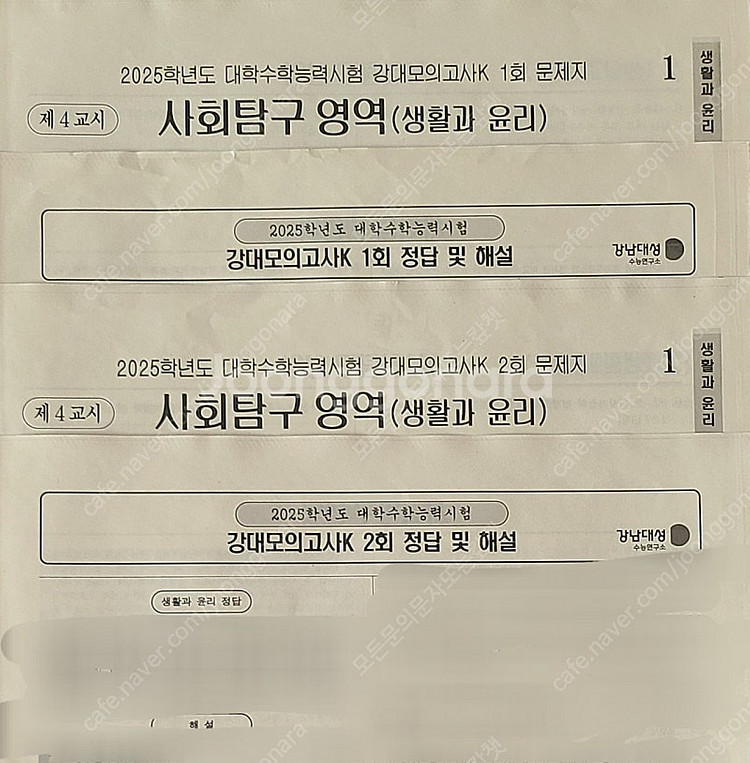 2025학년도 대학수학능력시험 강대모의고사K 1회 문제지
1
생활과 윤리
제 4 교시
사회탐구 영역(생활과 윤리)
2025학년도 대학수학능력시험
강대모의고사K 1회 정답 및 해설
강남대성
수능연구소
2025학년도 대학수학능력시험 강대모의고사K 2회 문제지
1
생활과 윤리
제 4 교시
사회탐구 영역(생활과 윤리)
Joonggonara
2025학년도 대학수학능력시험
강대모의고사K 2회 정답 및 해설
강남대성
수능연구소
생활과 윤리 정답
해 설
cafe.naver.com/joonggonara